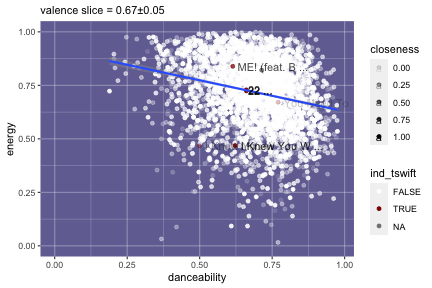 valence slice = 0.67±0.05
1.00
0.75
0.50
0.25
0.00
energy
ME! (feat. B…
22 …
I Knew You W…
0.00
0.25
0.50
0.75
1.00
danceability
closeness
0.00
0.25
0.50
0.75
1.00
ind_tswift
FALSE
TRUE
NA